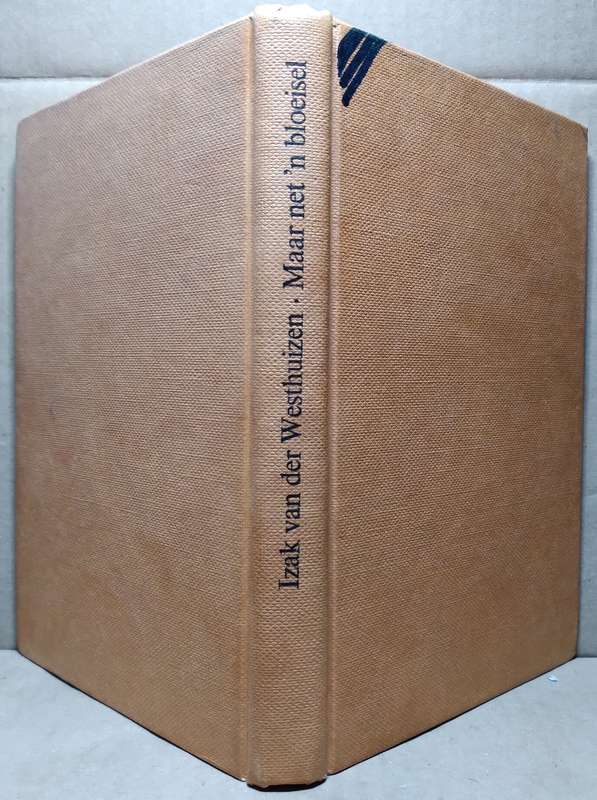 Izak van der Westhuizen · Maar net 'n bloeisel